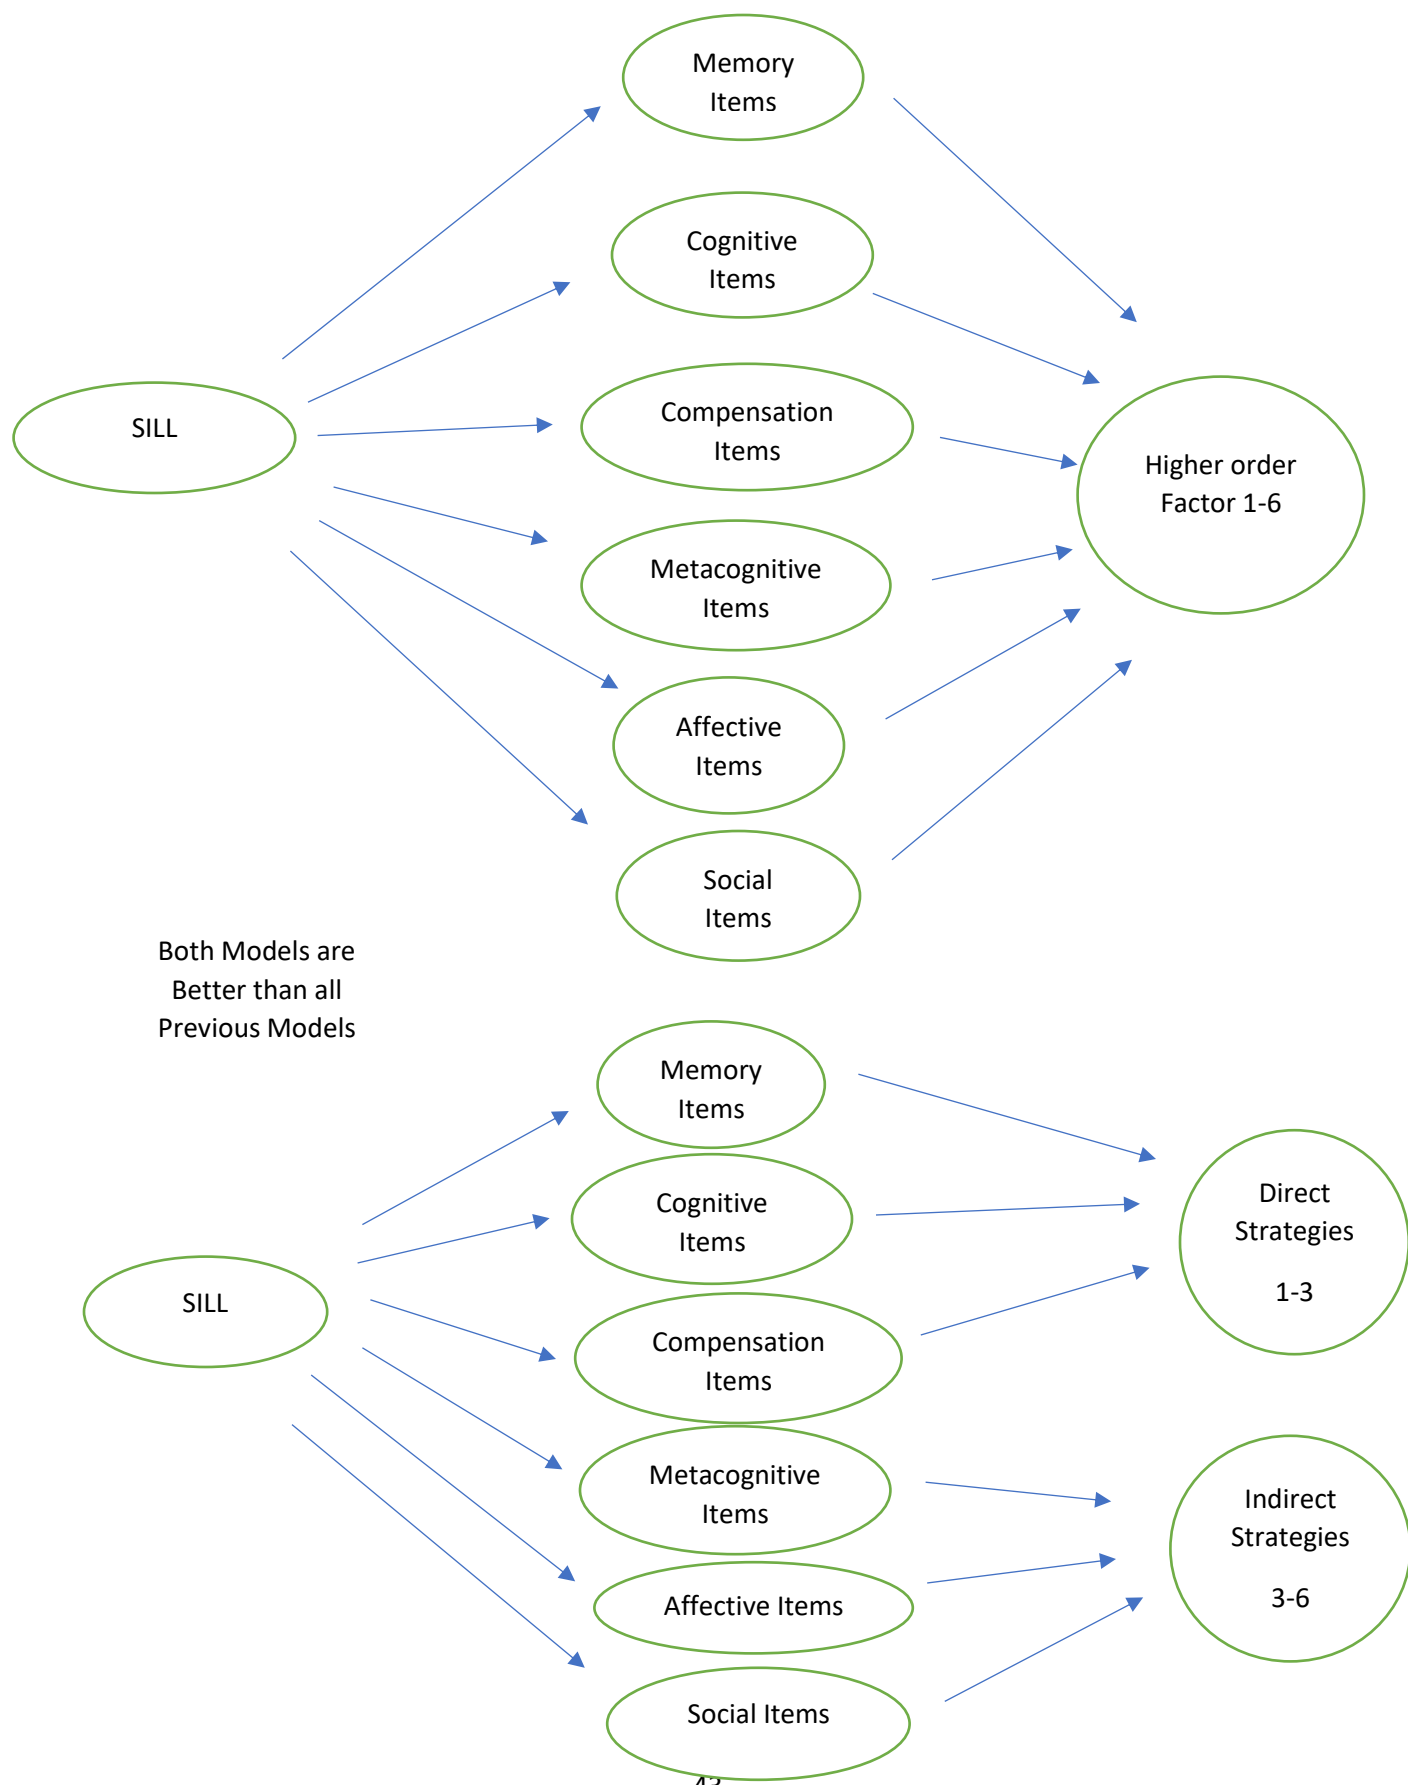 Memory
Items
Cognitive
Items
SILL
Compensation
Items
Higher order
Factor 1-6
Metacognitive
Items
Affective
Items
Social
Items
Both Models are
Better than all
Previous Models
Memory
Items
Cognitive
Items
Direct
Strategies
1-3
SILL
Compensation
Items
Metacognitive
Items
Indirect
Strategies
3-6
Affective Items
Social Items
43